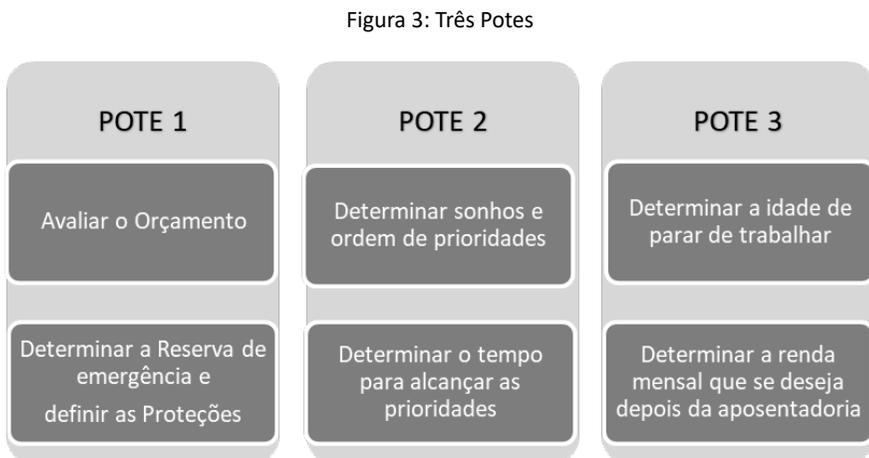 Figura 3: Três Potes
POTE 1
Avaliar o Orçamento
Determinar a Reserva de
emergência e
definir as Proteções
POTE 2
Determinar sonhos e
ordem de prioridades
Determinar o tempo
para alcançar as
prioridades
POTE 3
Determinar a idade de
parar de trabalhar
Determinar a renda
mensal que se deseja
depois da aposentadoria